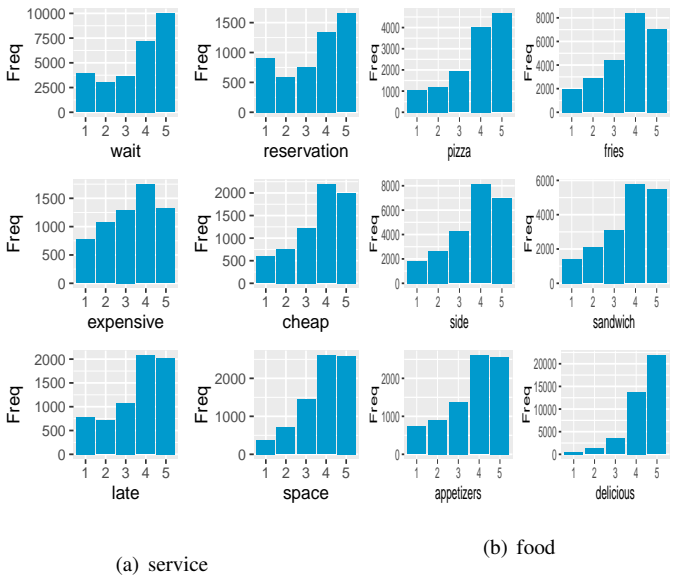 10000
7500
5000
2500
0
Freq
1 2 3 4 5
wait
1500
1000
500
0
Freq
1 2 3 4 5
reservation
4000
3000
2000
1000
0
Freq
1 2 3 4 5
pizza
8000
6000
4000
2000
0
Freq
1 2 3 4 5
fries
1500
1000
500
0
Freq
1 2 3 4 5
expensive
2000
1500
1000
500
0
Freq
1 2 3 4 5
cheap
8000
6000
4000
2000
0
Freq
1 2 3 4 5
side
6000
4000
2000
0
Freq
1 2 3 4 5
sandwich
2000
1500
1000
500
0
Freq
1 2 3 4 5
late
2000
1000
0
Freq
1 2 3 4 5
space
2000
1000
0
Freq
1 2 3 4 5
appetizers
20000
15000
10000
5000
0
Freq
1 2 3 4 5
delicious
(a) service
(b) food